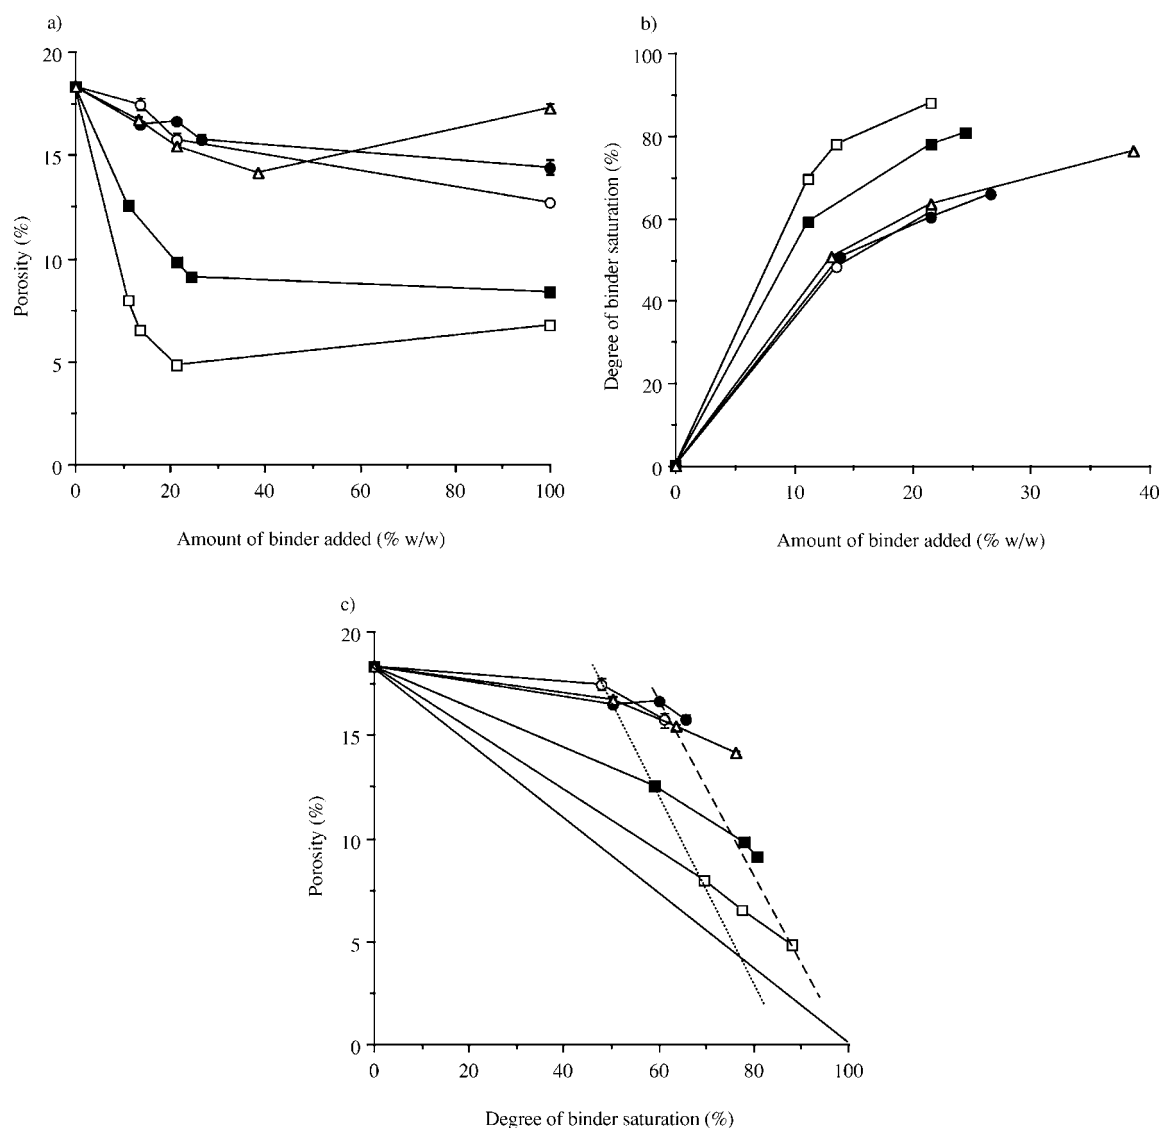 a)
20
15
10
5
0
Porosity (%)
0 20 40 60 80 100
Amount of binder added (% w/w)
b)
100
80
60
40
20
0
Degree of binder saturation (%)
0 10 20 30 40
Amount of binder added (% w/w)
c)
20
15
10
5
0
Porosity (%)
0 20 40 60 80 100
Degree of binder saturation (%)